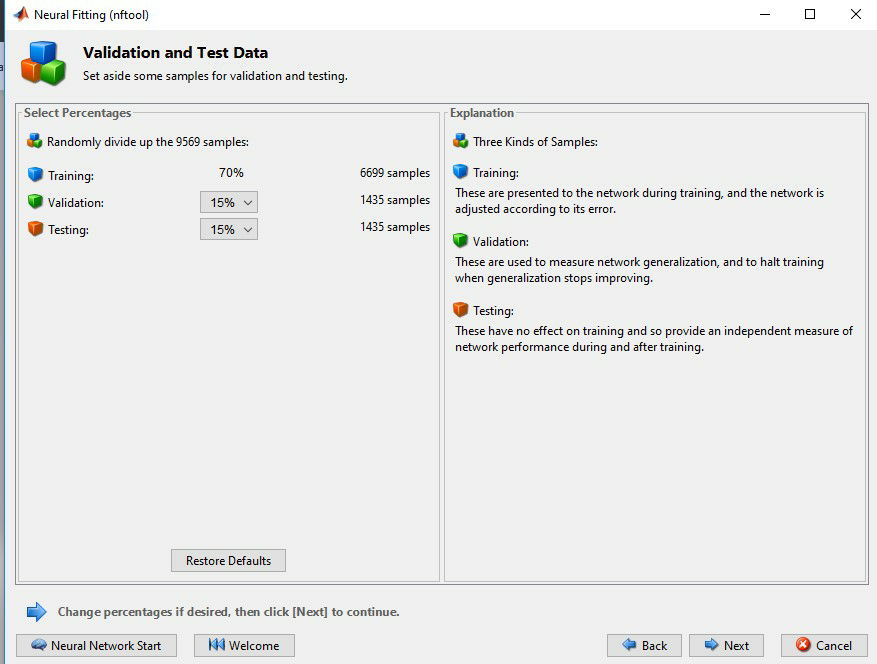 Neural Fitting (nftool)
Validation and Test Data
Set aside some samples for validation and testing.
Select Percentages
Randomly divide up the 9569 samples:
Training: 70% 6699 samples
Validation: 15% 1435 samples
Testing: 15% 1435 samples
Restore Defaults
Explanation
Three Kinds of Samples:
Training:
These are presented to the network during training, and the network is
adjusted according to its error.
Validation:
These are used to measure network generalization, and to halt training
when generalization stops improving.
Testing:
These have no effect on training and so provide an independent measure of
network performance during and after training.
Change percentages if desired, then click [Next] to continue.
Neural Network Start Welcome Back Next Cancel